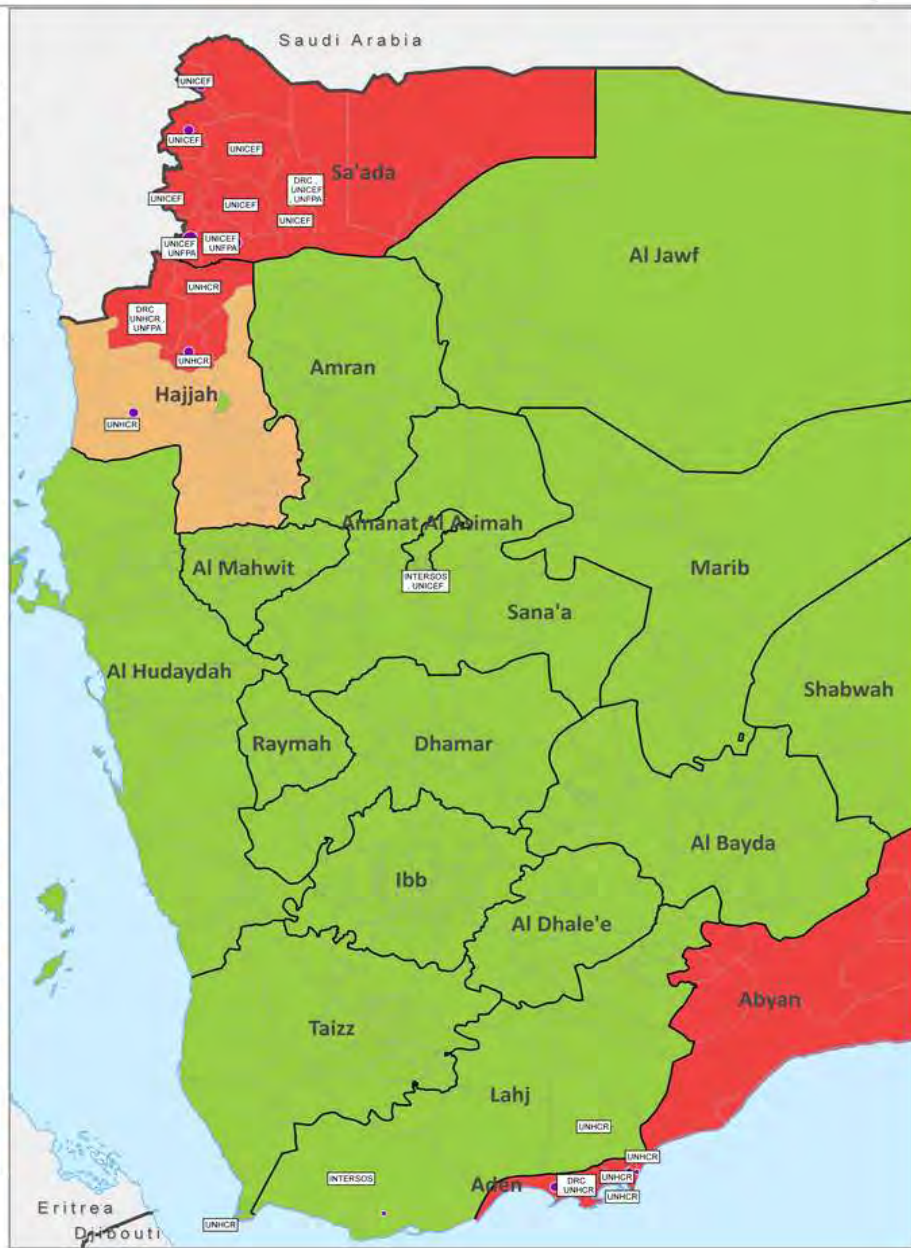 Saudi Arabia
UNICEF
UNICEF
UNICEF
Sa'ada
DRC ,
UNICEF
, UNFPA
UNICEF
UNICEF
UNICEF
UNICEF
, UNFPA
UNICEF
, UNFPA
Al Jawf
UNHCR
DRC
UNHCR ,
UNFPA
UNHCR
Amran
Hajjah
UNHCR
Amanat Al Asimah
Al Mahwit
INTERSOS
, UNICEF
Marib
Sana'a
Al Hudaydah
Shabwah
Raymah
Dhamar
Al Bayda
Ibb
Al Dhale'e
Abyan
Taizz
Lahj
UNHCR
UNHCR
INTERSOS
Aden
DRC
UNHCR
UNHCR
UNHCR
Eritrea
UNHCR
Djibouti